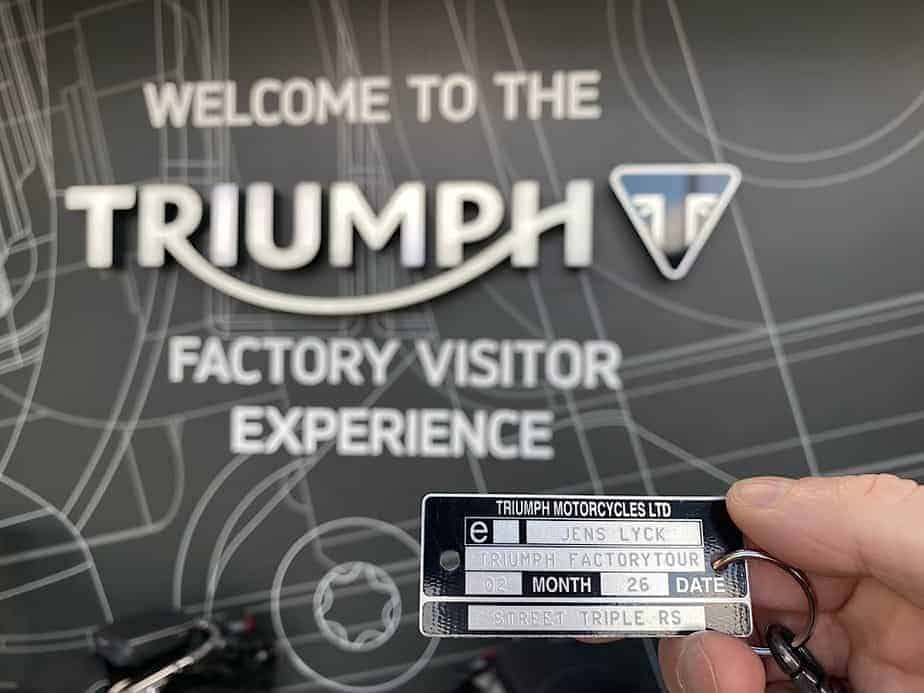 WELCOME TO THE
TRIUMPH
FACTORY VISITOR
EXPERIENCE
TRIUMPH MOTORCYCLES LTD
e JENS LYCK
TRIUMPH FACTORYTOUR
02 MONTH 26 DATE
STREET TRIPLE RS